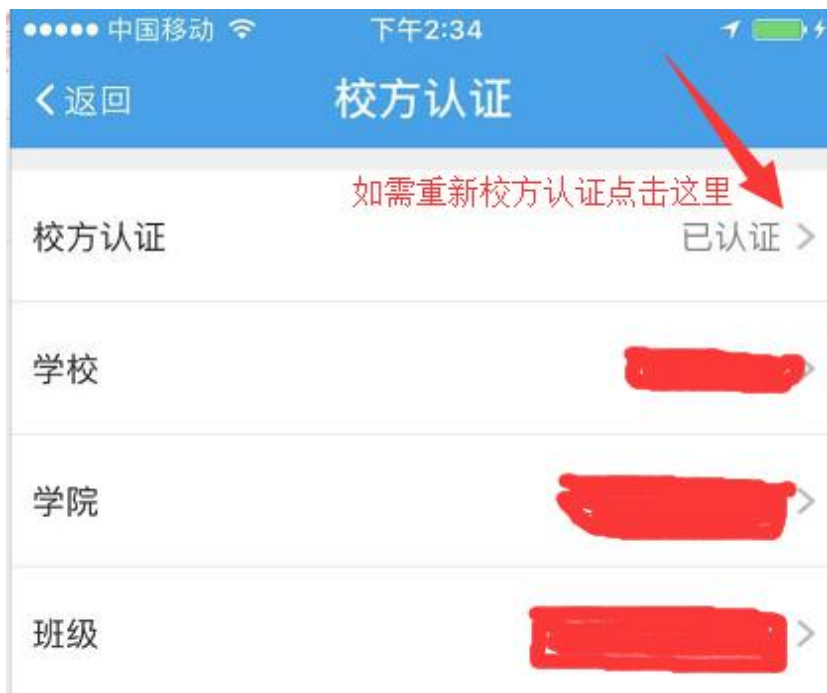 中国移动 下午2:34
返回 校方认证
如需重新校方认证点击这里
校方认证 已认证
学校
学院
班级